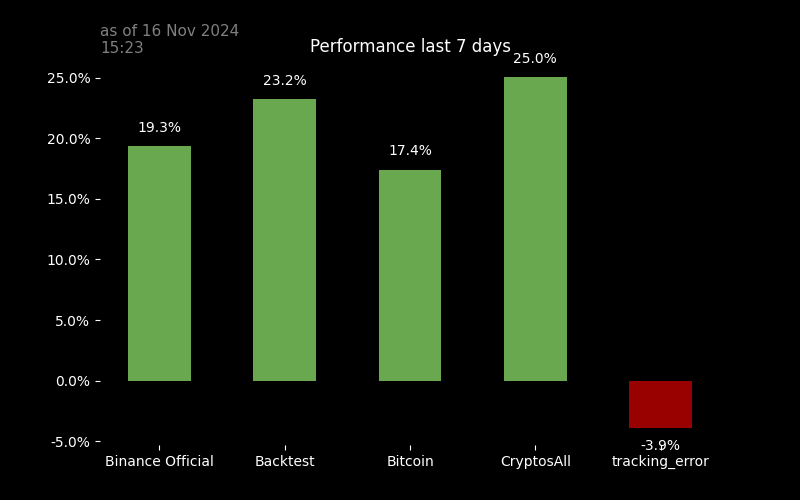 as of 16 Nov 2024
15:23
Performance last 7 days
25.0%
20.0%
15.0%
10.0%
5.0%
0.0%
-5.0%
19.3%
23.2%
17.4%
25.0%
-3.9%
Binance Official
Backtest
Bitcoin
CryptosAll
tracking_error